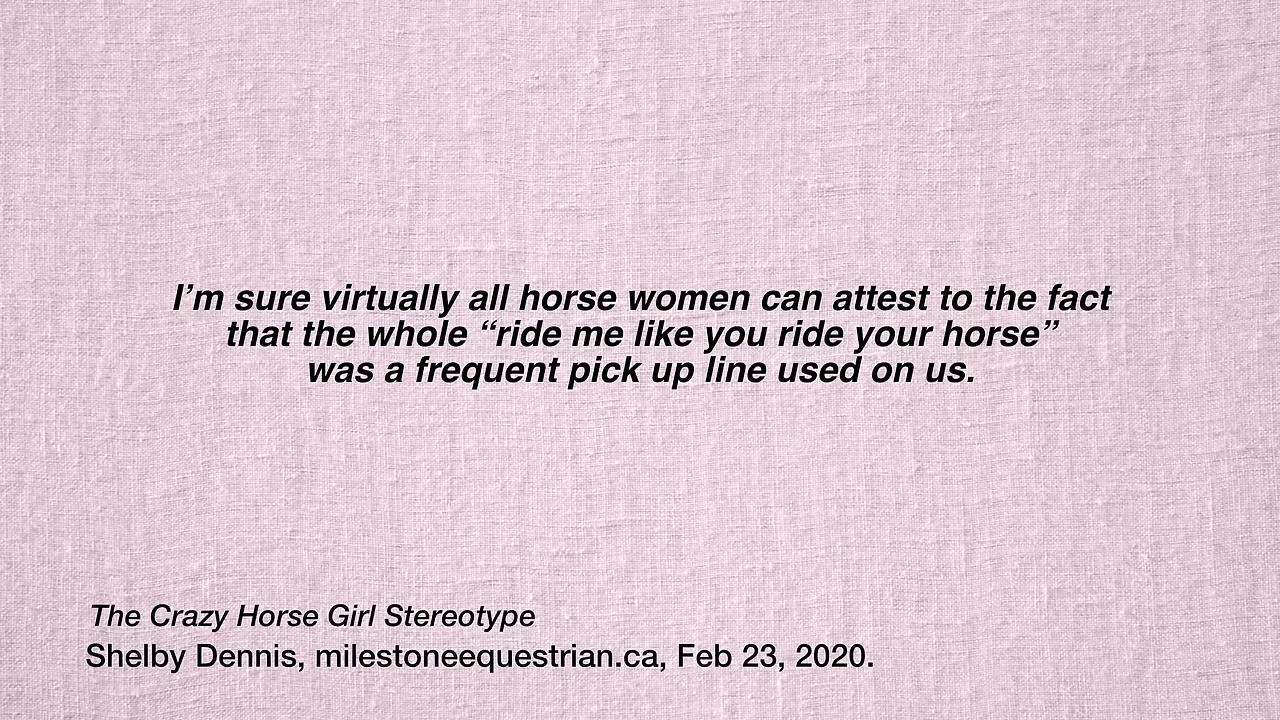 I’m sure virtually all horse women can attest to the fact
that the whole “ride me like you ride your horse”
was a frequent pick up line used on us.
The Crazy Horse Girl Stereotype
Shelby Dennis, milestoneequestrian.ca, Feb 23, 2020.